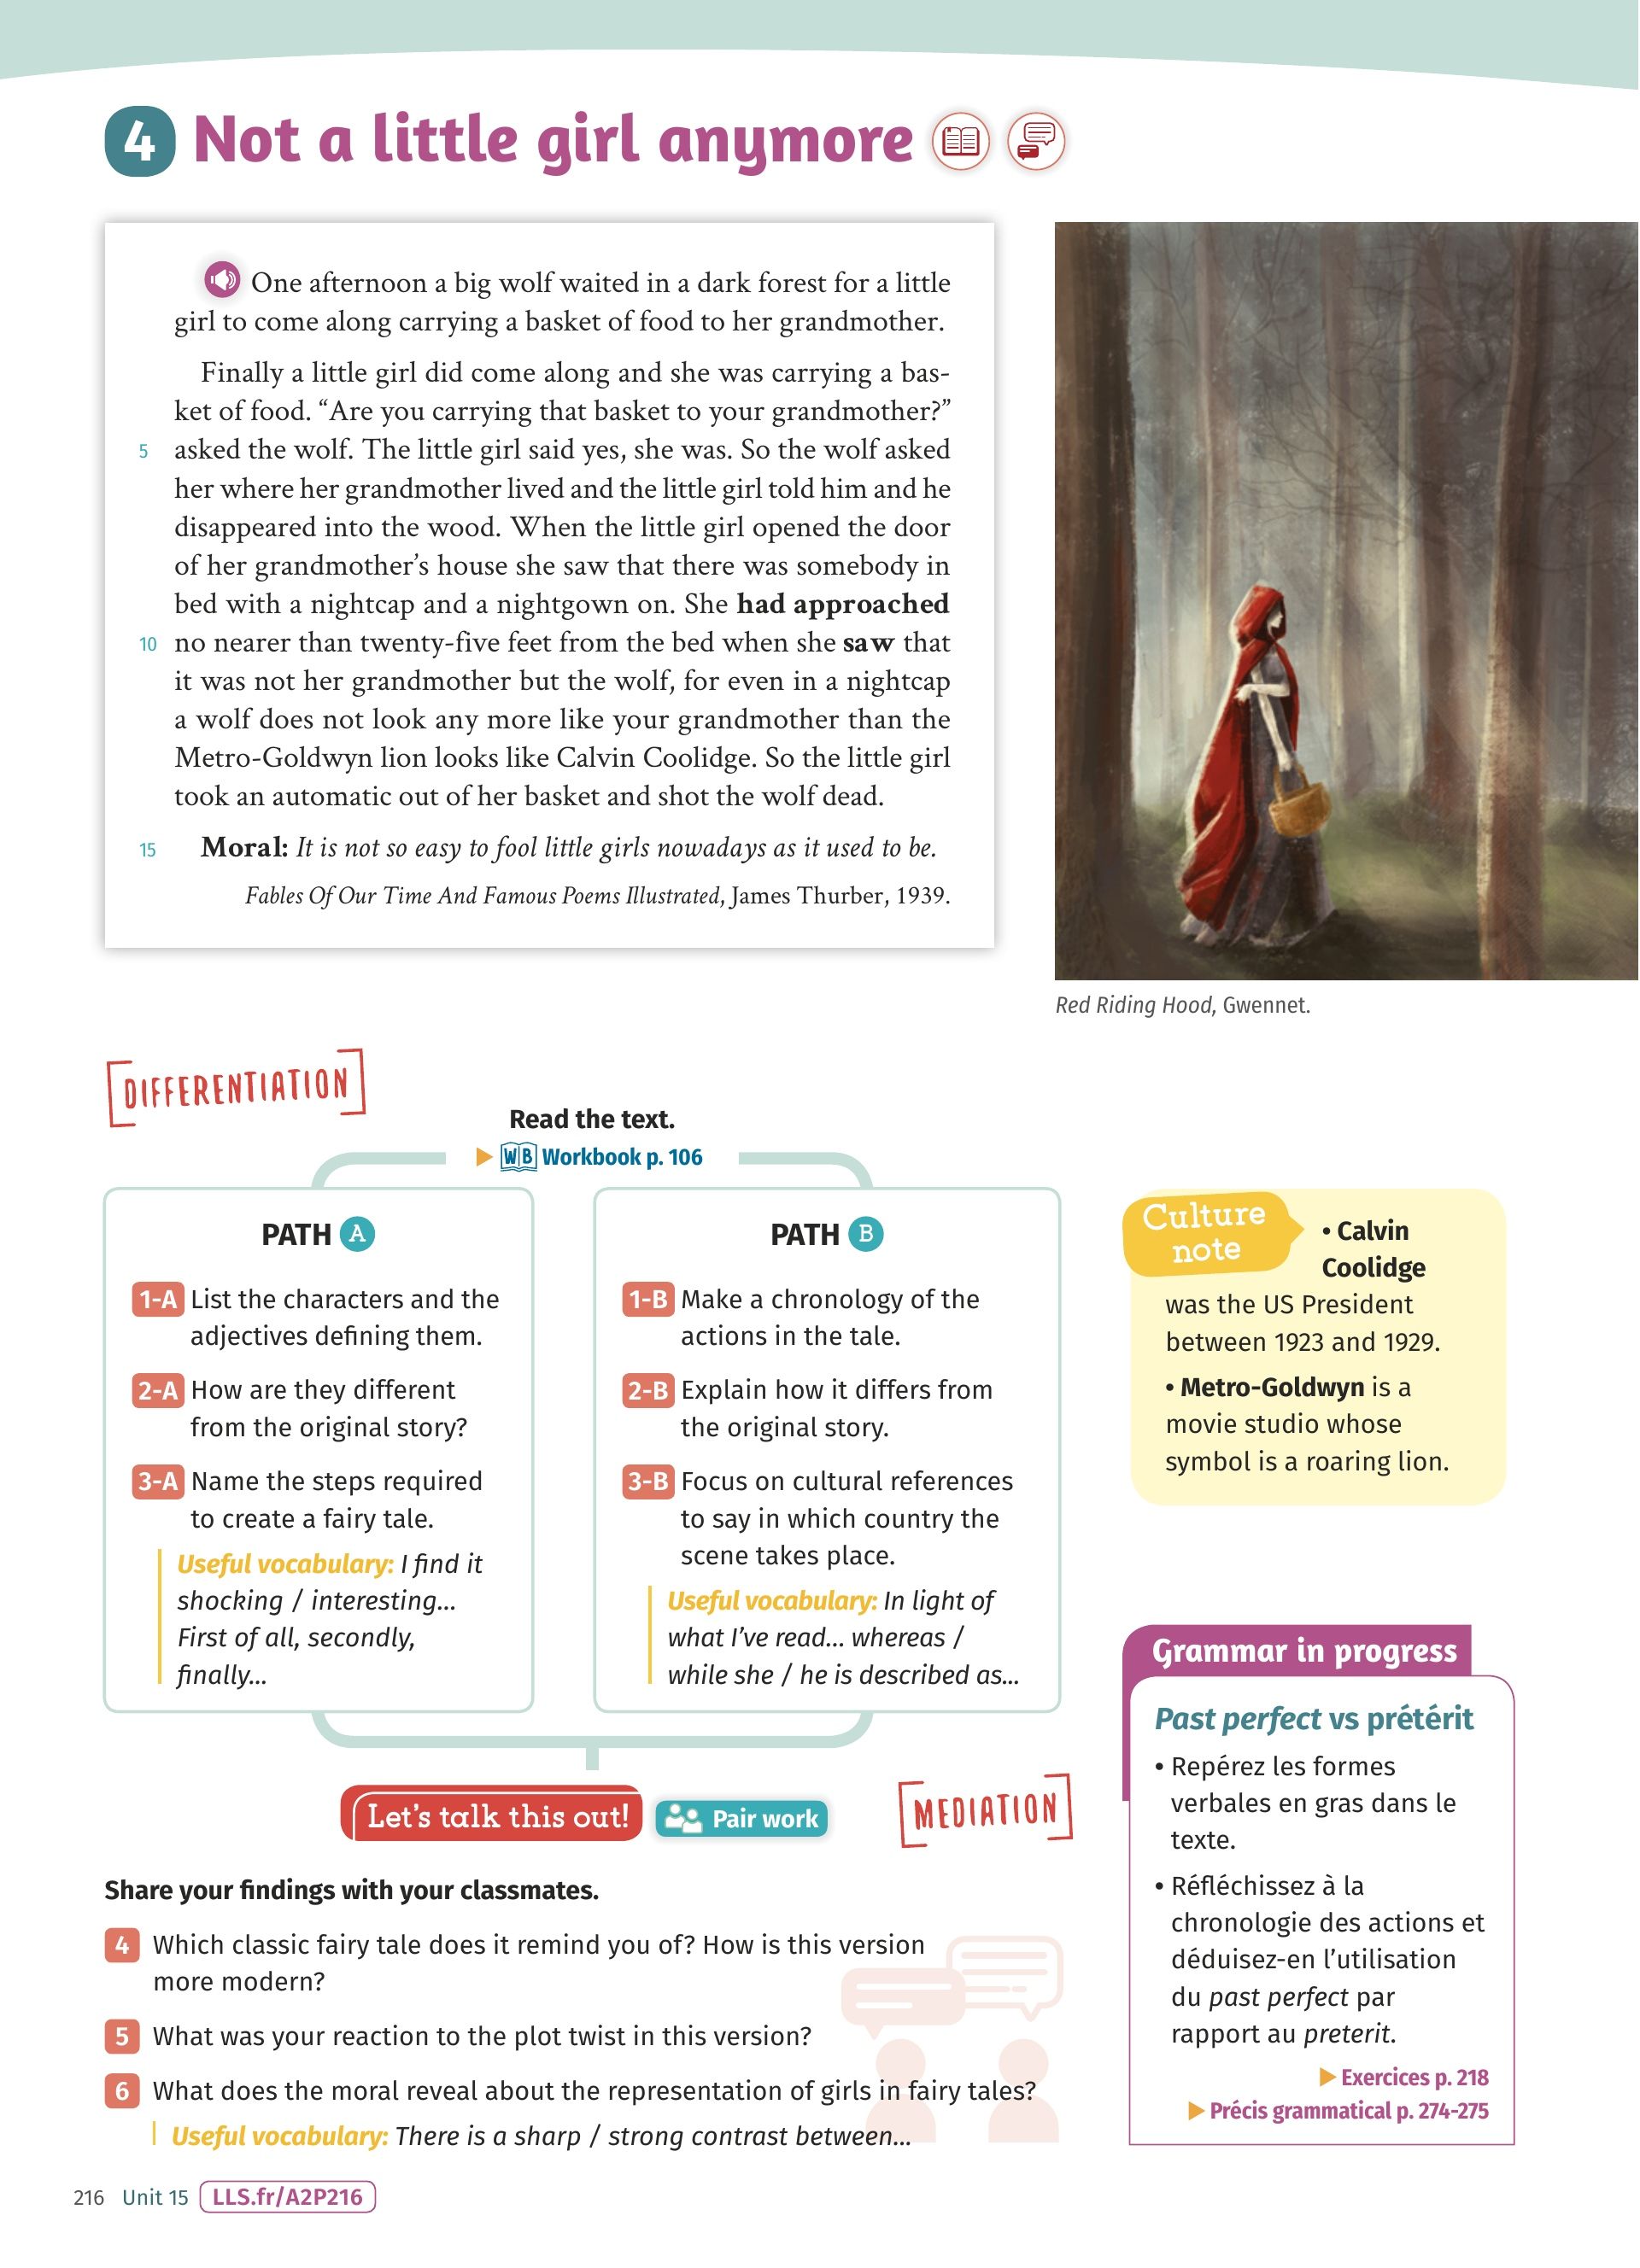 4 Not a little girl anymore
One afternoon a big wolf waited in a dark forest for a little
girl to come along carrying a basket of food to her grandmother.
Finally a little girl did come along and she was carrying a bas-
ket of food. “Are you carrying that basket to your grandmother?”
5 asked the wolf. The little girl said yes, she was. So the wolf asked
her where her grandmother lived and the little girl told him and he
disappeared into the wood. When the little girl opened the door
of her grandmother’s house she saw that there was somebody in
bed with a nightcap and a nightgown on. She had approached
10 no nearer than twenty-five feet from the bed when she saw that
it was not her grandmother but the wolf, for even in a nightcap
a wolf does not look any more like your grandmother than the
Metro-Goldwyn lion looks like Calvin Coolidge. So the little girl
took an automatic out of her basket and shot the wolf dead.
15 Moral: It is not so easy to fool little girls nowadays as it used to be.
Fables Of Our Time And Famous Poems Illustrated, James Thurber, 1939.
Red Riding Hood, Gwennet.
DIFFERENTIATION
Read the text.
WB Workbook p. 106
PATH A
1-A List the characters and the
adjectives defining them.
2-A How are they different
from the original story?
3-A Name the steps required
to create a fairy tale.
Useful vocabulary: I find it
shocking / interesting...
First of all, secondly,
finally...
PATH B
1-B Make a chronology of the
actions in the tale.
2-B Explain how it differs from
the original story.
3-B Focus on cultural references
to say in which country the
scene takes place.
Useful vocabulary: In light of
what I’ve read... whereas /
while she / he is described as...
Culture
note
• Calvin
Coolidge
was the US President
between 1923 and 1929.
• Metro-Goldwyn is a
movie studio whose
symbol is a roaring lion.
Let’s talk this out! Pair work
MEDIATION
Share your findings with your classmates.
4 Which classic fairy tale does it remind you of? How is this version
more modern?
5 What was your reaction to the plot twist in this version?
6 What does the moral reveal about the representation of girls in fairy tales?
Useful vocabulary: There is a sharp / strong contrast between...
Grammar in progress
Past perfect vs prétérit
• Repérez les formes
verbales en gras dans le
texte.
• Réfléchissez à la
chronologie des actions et
déduisez-en l’utilisation
du past perfect par
rapport au preterit.
Exercices p. 218
Précis grammatical p. 274-275
216 Unit 15 LLS.fr/A2P216